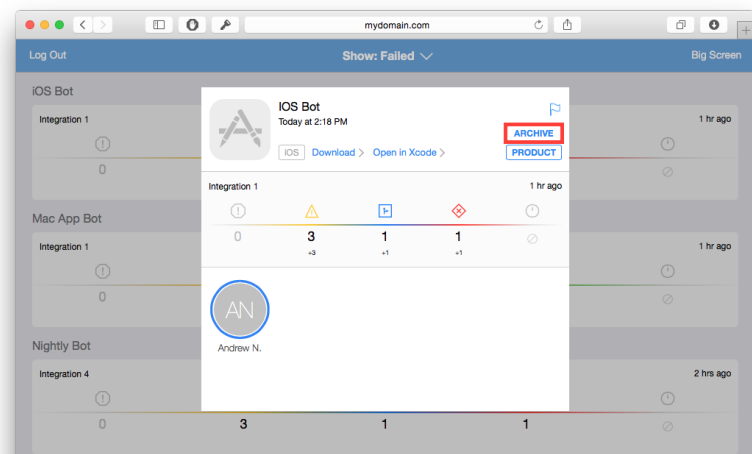 mydomain.com
Log Out
Show: Failed
Big Screen
iOS Bot
Integration 1
1 hr ago
0
IOS Bot
Today at 2:18 PM
ARCHIVE
IOS
Download
Open in Xcode
PRODUCT
Integration 1
1 hr ago
0
3
1
1
+3
+1
+1
AN
Andrew N.
Mac App Bot
Integration 1
1 hr ago
0
Nightly Bot
Integration 4
2 hrs ago
0
3
1
1